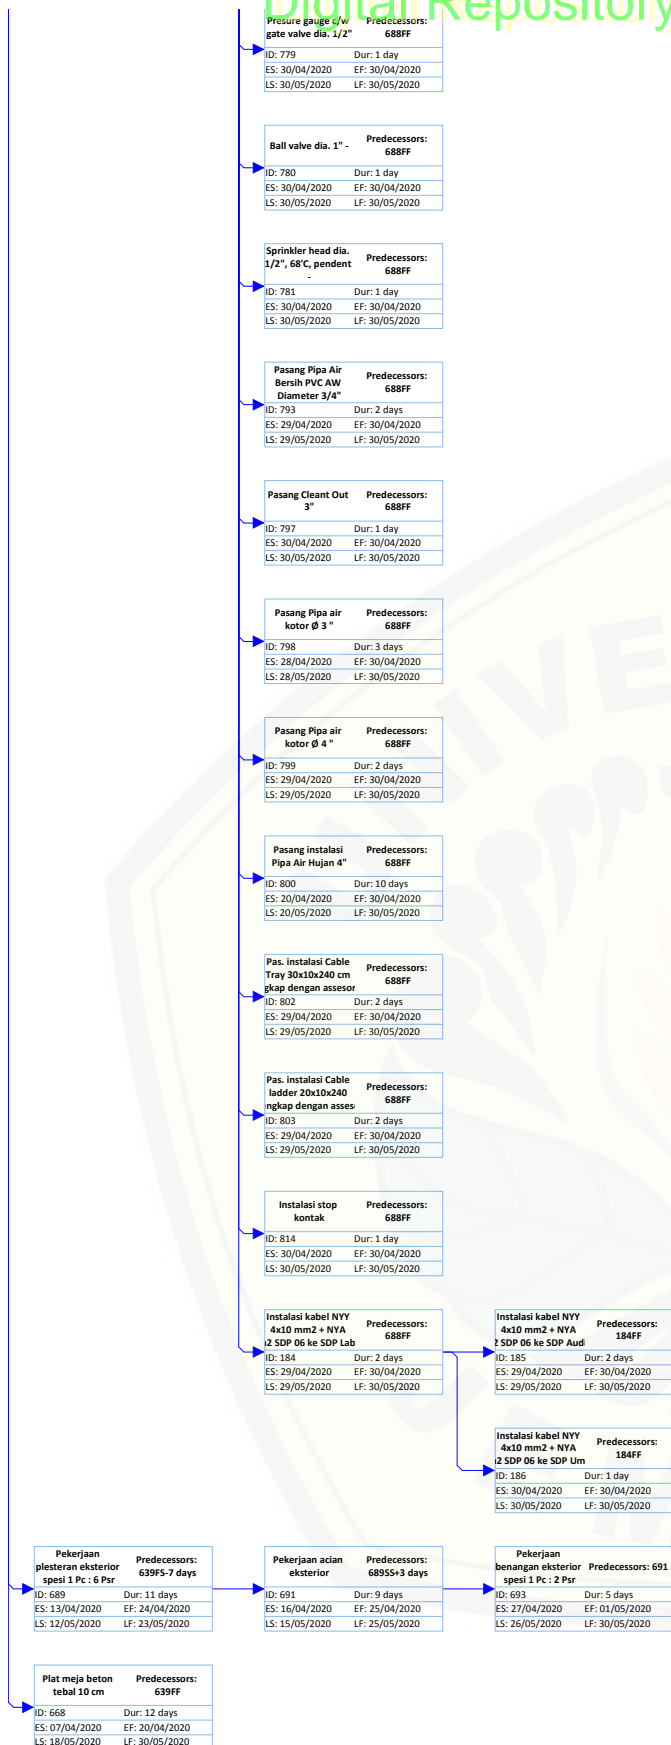 Digital Repository
Presure gauge c/w
gate valve dia. 1/2"
Predecessors:
688FF
ID: 779 Dur: 1 day
ES: 30/04/2020 EF: 30/04/2020
LS: 30/05/2020 LF: 30/05/2020
Ball valve dia. 1" -
Predecessors:
688FF
ID: 780 Dur: 1 day
ES: 30/04/2020 EF: 30/04/2020
LS: 30/05/2020 LF: 30/05/2020
Sprinkler head dia.
1/2", 68'C, pendent
-
Predecessors:
688FF
ID: 781 Dur: 1 day
ES: 30/04/2020 EF: 30/04/2020
LS: 30/05/2020 LF: 30/05/2020
Pasang Pipa Air
Bersih PVC AW
Diameter 3/4"
Predecessors:
688FF
ID: 793 Dur: 2 days
ES: 29/04/2020 EF: 30/04/2020
LS: 29/05/2020 LF: 30/05/2020
Pasang Cleant Out
3"
Predecessors:
688FF
ID: 797 Dur: 1 day
ES: 30/04/2020 EF: 30/04/2020
LS: 30/05/2020 LF: 30/05/2020
Pasang Pipa air
kotor Ø 3 "
Predecessors:
688FF
ID: 798 Dur: 3 days
ES: 28/04/2020 EF: 30/04/2020
LS: 28/05/2020 LF: 30/05/2020
Pasang Pipa air
kotor Ø 4 "
Predecessors:
688FF
ID: 799 Dur: 2 days
ES: 29/04/2020 EF: 30/04/2020
LS: 29/05/2020 LF: 30/05/2020
Pasang instalasi
Pipa Air Hujan 4"
Predecessors:
688FF
ID: 800 Dur: 10 days
ES: 20/04/2020 EF: 30/04/2020
LS: 20/05/2020 LF: 30/05/2020
Pas. instalasi Cable
Tray 30x10x240 cm
gkap dengan assesor
Predecessors:
688FF
ID: 802 Dur: 2 days
ES: 29/04/2020 EF: 30/04/2020
LS: 29/05/2020 LF: 30/05/2020
Pas. instalasi Cable
ladder 20x10x240
ngkap dengan asses
Predecessors:
688FF
ID: 803 Dur: 2 days
ES: 29/04/2020 EF: 30/04/2020
LS: 29/05/2020 LF: 30/05/2020
Instalasi stop
kontak
Predecessors:
688FF
ID: 814 Dur: 1 day
ES: 30/04/2020 EF: 30/04/2020
LS: 30/05/2020 LF: 30/05/2020
Instalasi kabel NYY
4x10 mm2 + NYA
2 SDP 06 ke SDP Lab
Predecessors:
688FF
ID: 184 Dur: 2 days
ES: 29/04/2020 EF: 30/04/2020
LS: 29/05/2020 LF: 30/05/2020
Instalasi kabel NYY
4x10 mm2 + NYA
2 SDP 06 ke SDP Audi
Predecessors:
184FF
ID: 185 Dur: 2 days
ES: 29/04/2020 EF: 30/04/2020
LS: 29/05/2020 LF: 30/05/2020
Instalasi kabel NYY
4x10 mm2 + NYA
2 SDP 06 ke SDP Um
Predecessors:
184FF
ID: 186 Dur: 1 day
ES: 30/04/2020 EF: 30/04/2020
LS: 30/05/2020 LF: 30/05/2020
Pekerjaan
plesteran eksterior
spesi 1 Pc : 6 Psr
Predecessors:
639FS-7 days
ID: 689 Dur: 11 days
ES: 13/04/2020 EF: 24/04/2020
LS: 12/05/2020 LF: 23/05/2020
Pekerjaan acian
eksterior
Predecessors:
689SS+3 days
ID: 691 Dur: 9 days
ES: 16/04/2020 EF: 25/04/2020
LS: 15/05/2020 LF: 25/05/2020
Pekerjaan
benangan eksterior
spesi 1 Pc : 2 Psr
Predecessors: 691
ID: 693 Dur: 5 days
ES: 27/04/2020 EF: 01/05/2020
LS: 26/05/2020 LF: 30/05/2020
Plat meja beton
tebal 10 cm
Predecessors:
639FF
ID: 668 Dur: 12 days
ES: 07/04/2020 EF: 20/04/2020
LS: 18/05/2020 LF: 30/05/2020